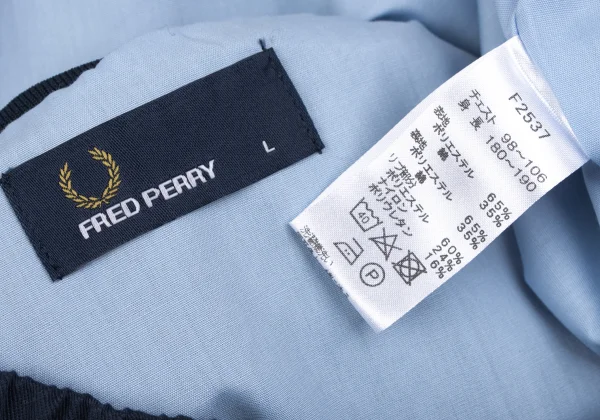 FRED PERRY
L
F2537
チェスト 98～106
身長 180～190
表地
ポリエステル 65%
綿 35%
裏地
ポリエステル 65%
綿 35%
リブ部分
ポリエステル 60%
ナイロン 24%
ポリウレタン 16%
40
P